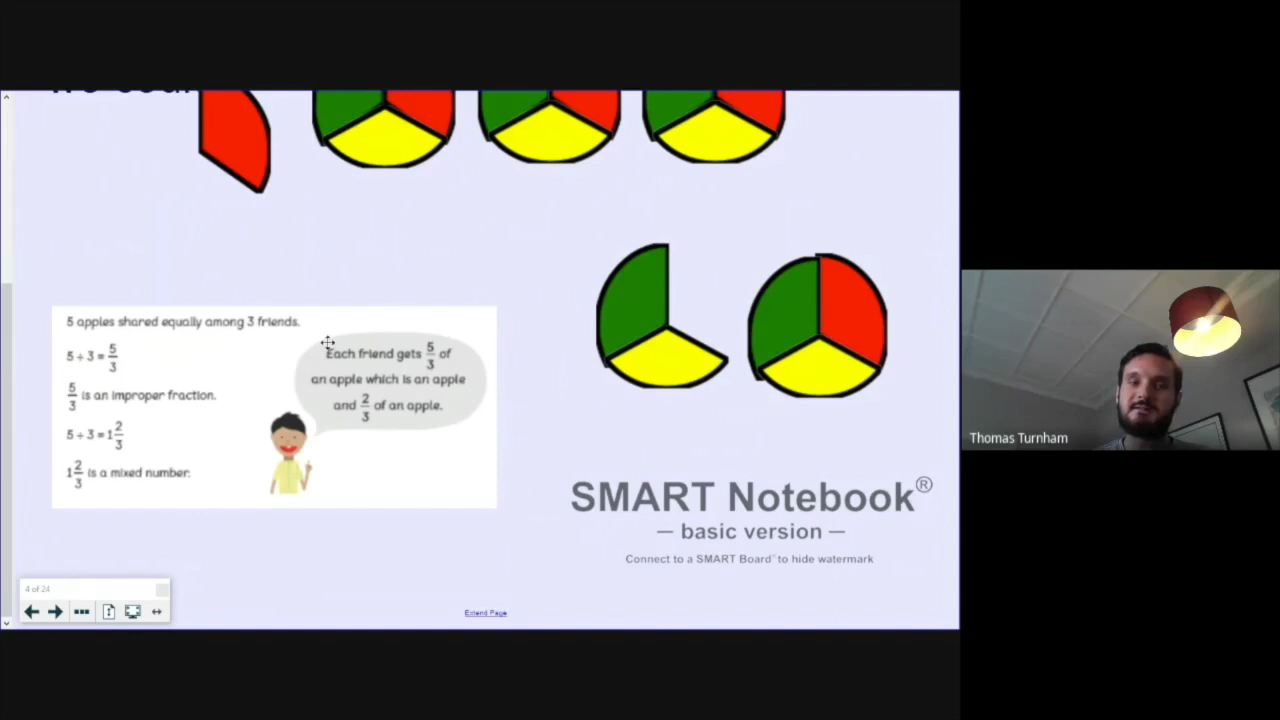 5 apples shared equally among 3 friends.
5 ÷ 3 = 5/3
5/3 is an improper fraction.
5 ÷ 3 = 1 2/3
1 2/3 is a mixed number.
Each friend gets 5/3 of
an apple which is an apple
and 2/3 of an apple.
SMART Notebook®
— basic version —
Connect to a SMART Board™ to hide watermark
4 of 24
Extend Page
Thomas Turnham